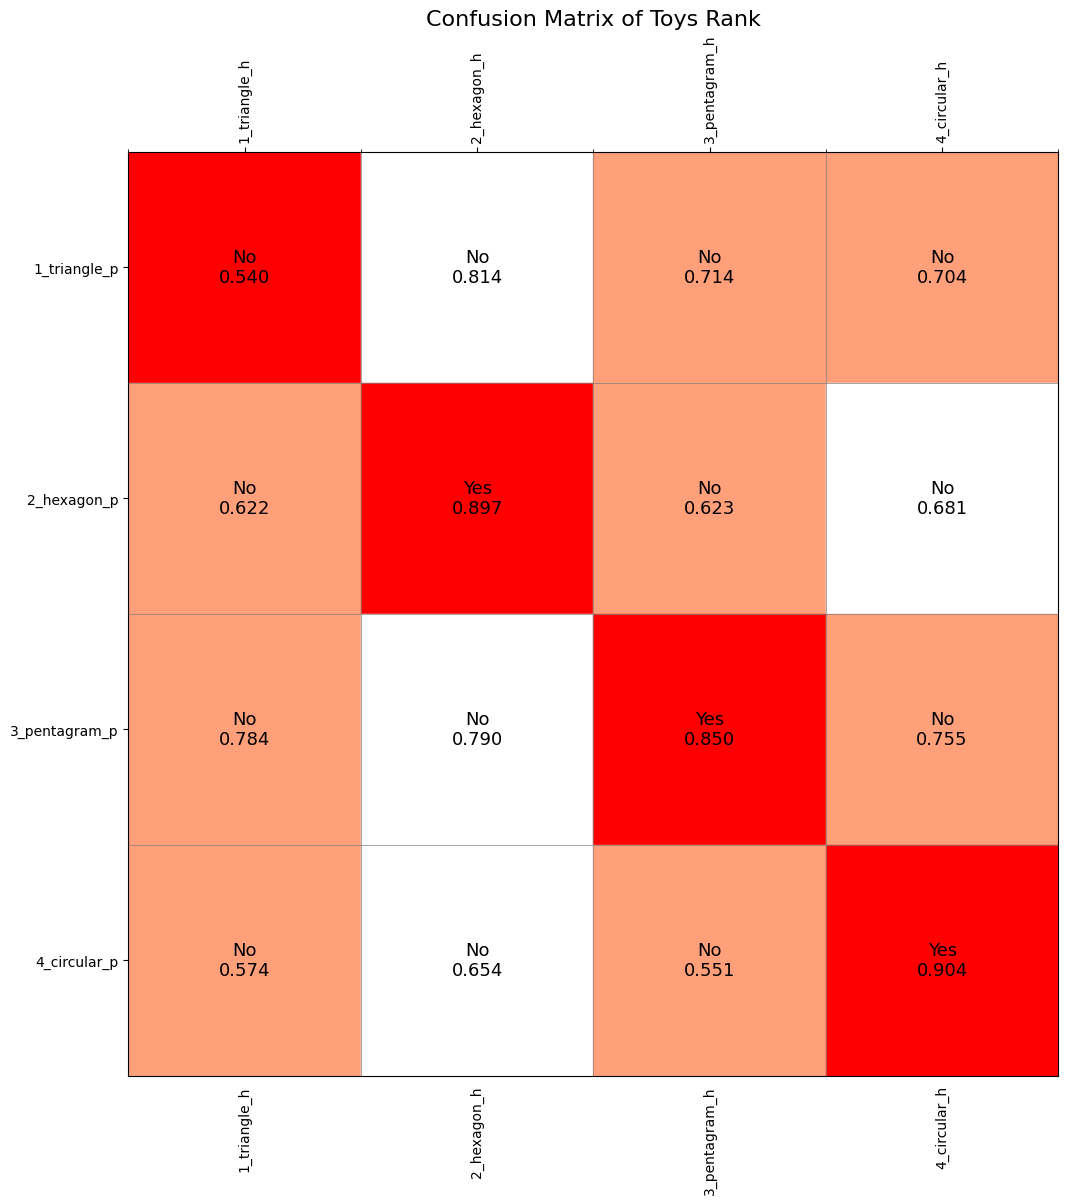 Confusion Matrix of Toys Rank
1_triangle_h
2_hexagon_h
3_pentagram_h
4_circular_h
1_triangle_p
No
0.540
No
0.814
No
0.714
No
0.704
2_hexagon_p
No
0.622
Yes
0.897
No
0.623
No
0.681
3_pentagram_p
No
0.784
No
0.790
Yes
0.850
No
0.755
4_circular_p
No
0.574
No
0.654
No
0.551
Yes
0.904
1_triangle_h
2_hexagon_h
3_pentagram_h
4_circular_h